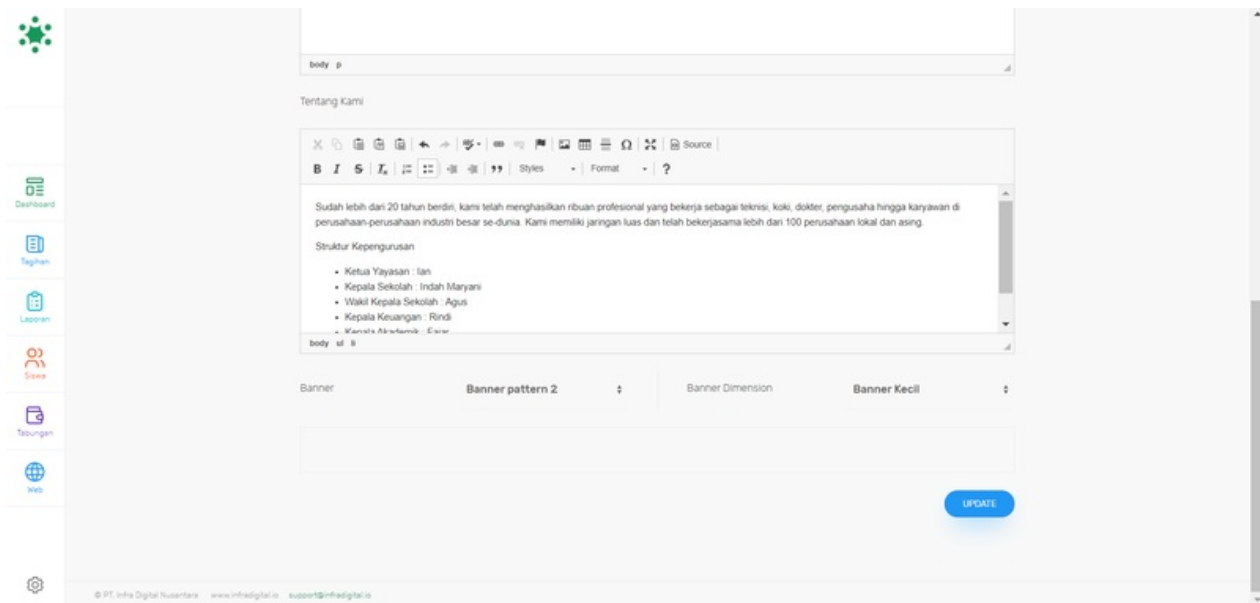 body p
Tentang Kami
Source
B I S Ix Styles Format ?
Sudah lebih dari 20 tahun berdiri, kami telah menghasilkan ribuan profesional yang bekerja sebagai teknisi, koki, dokter, pengusaha hingga karyawan di
perusahaan-perusahaan industri besar se-dunia. Kami memiliki jaringan luas dan telah bekerjasama lebih dari 100 perusahaan lokal dan asing.
Struktur Kepengurusan
• Ketua Yayasan : Ian
• Kepala Sekolah : Indah Maryani
• Wakil Kepala Sekolah : Agus
• Kepala Keuangan : Rindi
• Kepala Akademik : Fajar
body ul li
Banner Banner pattern 2 Banner Dimension Banner Kecil
UPDATE
Dashboard
Tagihan
Laporan
Siswa
Tabungan
Web
© PT. Infra Digital Nusantara www.infradigital.io support@infradigital.io